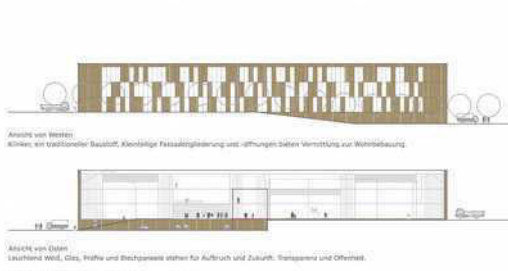 Ansicht von Westen
Klinker, ein traditioneller Baustoff, Kleinteilige Fassadengliederung und -öffnungen bieten Vermittlung zur Wohnbebauung.
Ansicht von Osten
Leuchtend Weiß, Glas, Profile und Blechpaneele stehen für Aufbruch und Zukunft. Transparenz und Offenheit.